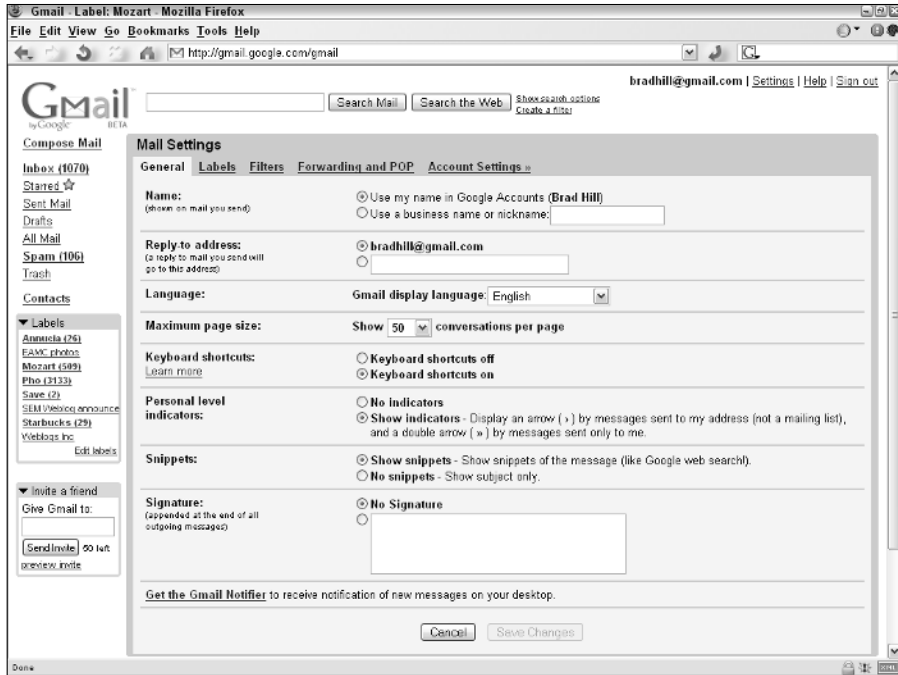 Gmail - Label: Mozart - Mozilla Firefox
File Edit View Go Bookmarks Tools Help
http://gmail.google.com/gmail
G
bradhill@gmail.com | Settings | Help | Sign out
Gmail
by Google BETA
Search Mail
Search the Web
Show search options
Create a filter
Compose Mail
Inbox (1070)
Starred
Sent Mail
Drafts
All Mail
Spam (106)
Trash
Contacts
Labels
Annucia (26)
EAMC photos
Mozart (509)
Pho (3133)
Save (2)
SEM Weblog announce
Starbucks (29)
Weblogs Inc
Edit labels
Invite a friend
Give Gmail to:
Send Invite 50 left
preview invite
Mail Settings
General Labels Filters Forwarding and POP Account Settings »
Name:
(shown on mail you send)
Use my name in Google Accounts (Brad Hill)
Use a business name or nickname:
Reply-to address:
(a reply to mail you send will
go to this address)
bradhill@gmail.com
Language:
Gmail display language: English
Maximum page size:
Show 50 conversations per page
Keyboard shortcuts:
Learn more
Keyboard shortcuts off
Keyboard shortcuts on
Personal level
indicators:
No indicators
Show indicators - Display an arrow ( › ) by messages sent to my address (not a mailing list),
and a double arrow ( » ) by messages sent only to me.
Snippets:
Show snippets - Show snippets of the message (like Google web search!).
No snippets - Show subject only.
Signature:
(appended at the end of all
outgoing messages)
No Signature
Get the Gmail Notifier to receive notification of new messages on your desktop.
Cancel
Save Changes
Done